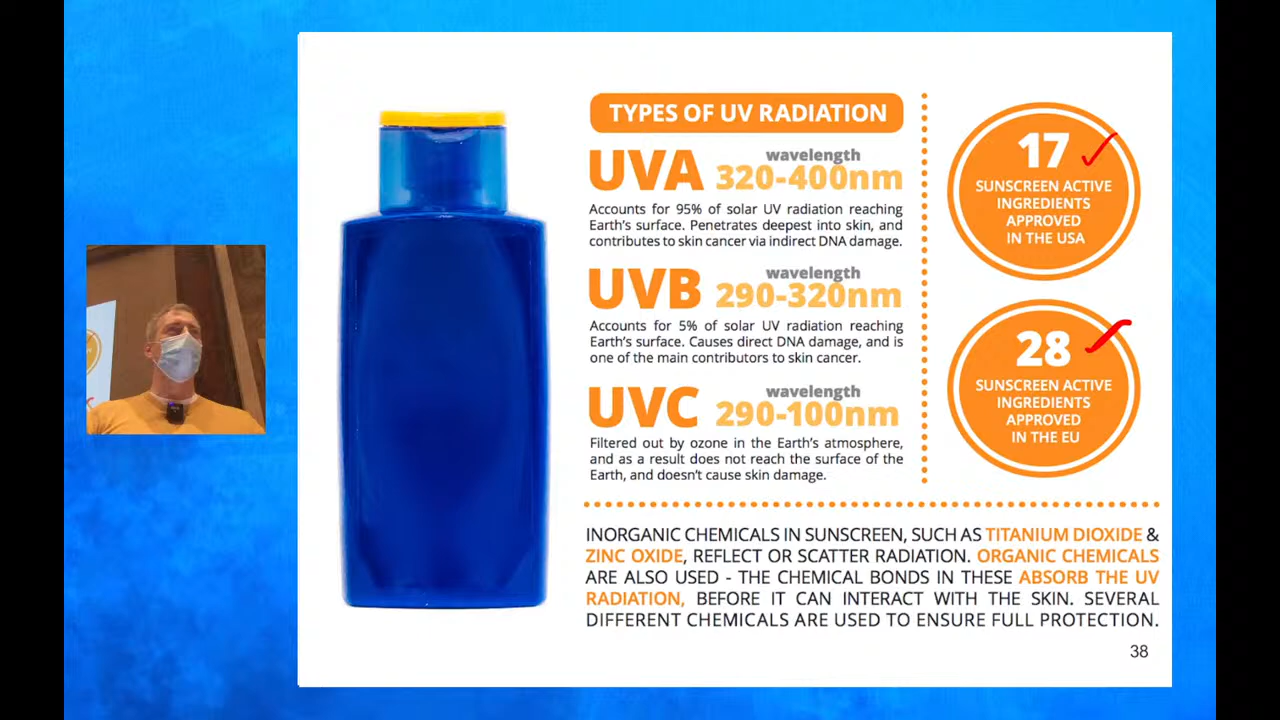 TYPES OF UV RADIATION
UVA
wavelength
320-400nm
Accounts for 95% of solar UV radiation reaching
Earth's surface. Penetrates deepest into skin, and
contributes to skin cancer via indirect DNA damage.
UVB
wavelength
290-320nm
Accounts for 5% of solar UV radiation reaching
Earth's surface. Causes direct DNA damage, and is
one of the main contributors to skin cancer.
UVC
wavelength
290-100nm
Filtered out by ozone in the Earth's atmosphere,
and as a result does not reach the surface of the
Earth, and doesn't cause skin damage.
17
SUNSCREEN ACTIVE
INGREDIENTS
APPROVED
IN THE USA
28
SUNSCREEN ACTIVE
INGREDIENTS
APPROVED
IN THE EU
INORGANIC CHEMICALS IN SUNSCREEN, SUCH AS TITANIUM DIOXIDE &
ZINC OXIDE, REFLECT OR SCATTER RADIATION. ORGANIC CHEMICALS
ARE ALSO USED - THE CHEMICAL BONDS IN THESE ABSORB THE UV
RADIATION, BEFORE IT CAN INTERACT WITH THE SKIN. SEVERAL
DIFFERENT CHEMICALS ARE USED TO ENSURE FULL PROTECTION.
38